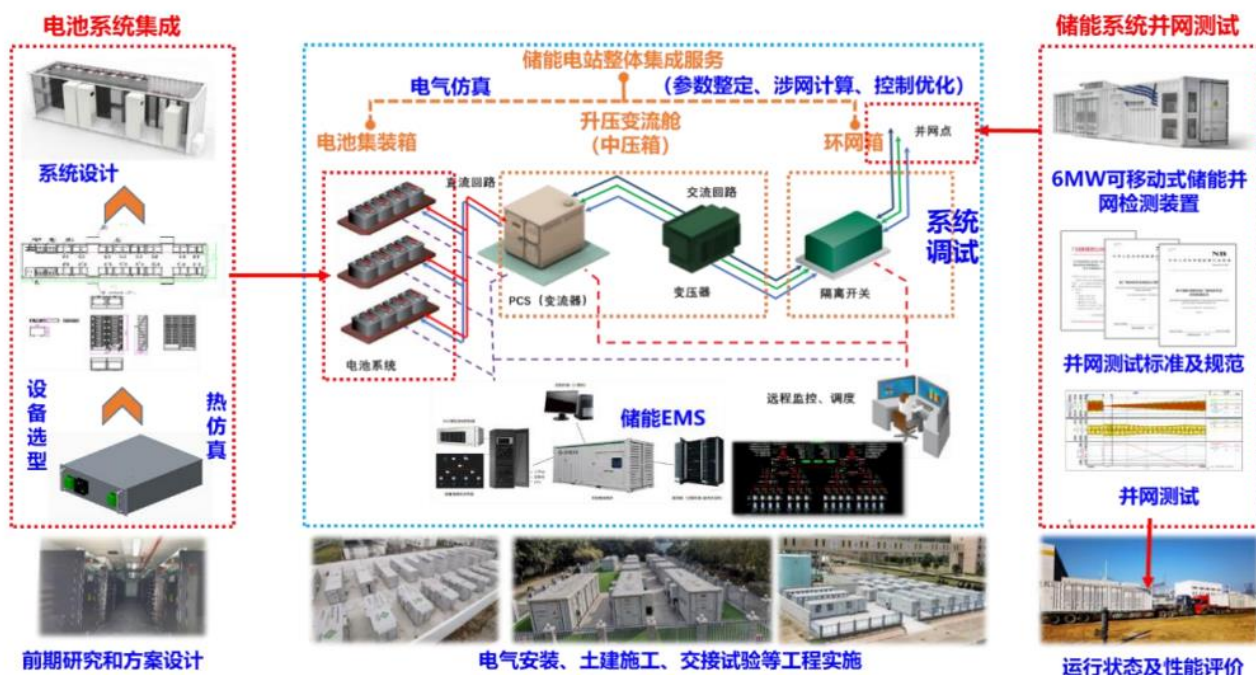 电池系统集成
系统设计
设备选型
热仿真
前期研究和方案设计
储能电站整体集成服务
电气仿真
（参数整定、涉网计算、控制优化）
电池集装箱
升压变流舱
（中压箱）
环网箱
并网点
直流回路
交流回路
系统
调试
PCS（变流器）
变压器
隔离开关
电池系统
储能EMS
远程监控、调度
电气安装、土建施工、交接试验等工程实施
储能系统并网测试
6MW可移动式储能并
网检测装置
NB
并网测试标准及规范
并网测试
运行状态及性能评价